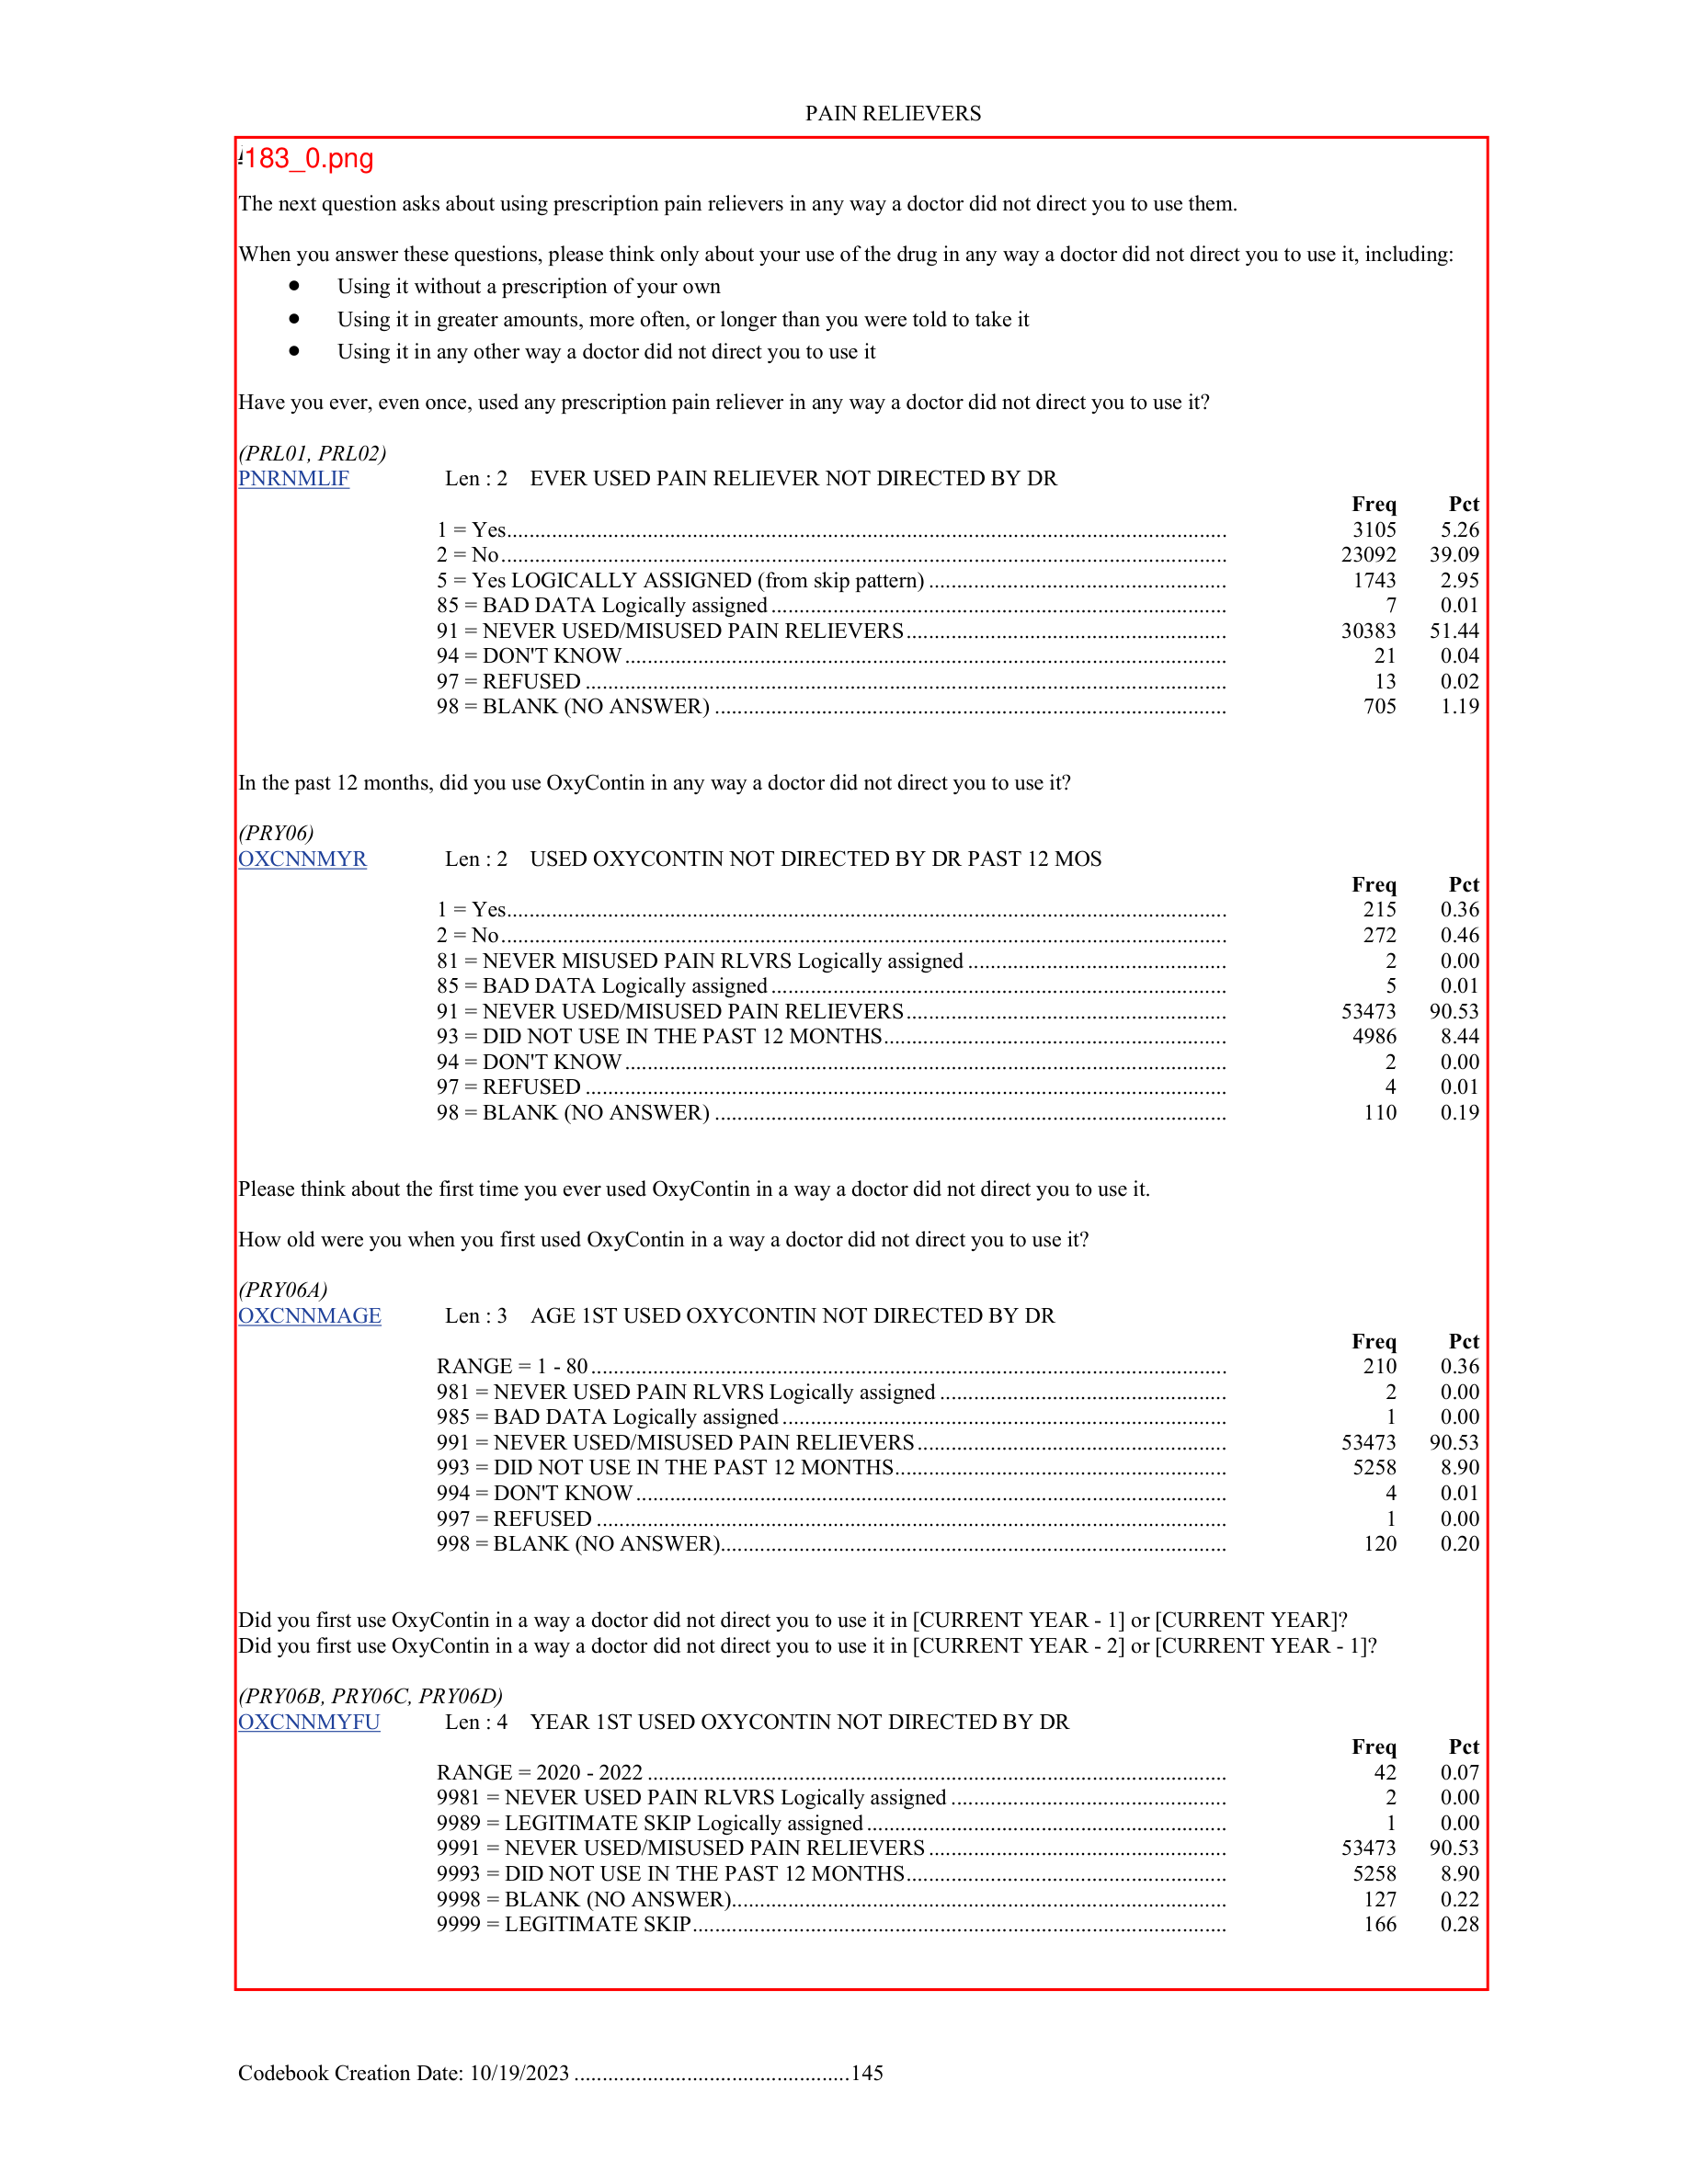 PAIN RELIEVERS
183_0.png
The next question asks about using prescription pain relievers in any way a doctor did not direct you to use them.
When you answer these questions, please think only about your use of the drug in any way a doctor did not direct you to use it, including:
● Using it without a prescription of your own
● Using it in greater amounts, more often, or longer than you were told to take it
● Using it in any other way a doctor did not direct you to use it
Have you ever, even once, used any prescription pain reliever in any way a doctor did not direct you to use it?
(PRL01, PRL02)
PNRNMLIF Len : 2 EVER USED PAIN RELIEVER NOT DIRECTED BY DR
Freq Pct
1 = Yes 3105 5.26
2 = No 23092 39.09
5 = Yes LOGICALLY ASSIGNED (from skip pattern) 1743 2.95
85 = BAD DATA Logically assigned 7 0.01
91 = NEVER USED/MISUSED PAIN RELIEVERS 30383 51.44
94 = DON'T KNOW 21 0.04
97 = REFUSED 13 0.02
98 = BLANK (NO ANSWER) 705 1.19
In the past 12 months, did you use OxyContin in any way a doctor did not direct you to use it?
(PRY06)
OXCNNMYR Len : 2 USED OXYCONTIN NOT DIRECTED BY DR PAST 12 MOS
Freq Pct
1 = Yes 215 0.36
2 = No 272 0.46
81 = NEVER MISUSED PAIN RLVRS Logically assigned 2 0.00
85 = BAD DATA Logically assigned 5 0.01
91 = NEVER USED/MISUSED PAIN RELIEVERS 53473 90.53
93 = DID NOT USE IN THE PAST 12 MONTHS 4986 8.44
94 = DON'T KNOW 2 0.00
97 = REFUSED 4 0.01
98 = BLANK (NO ANSWER) 110 0.19
Please think about the first time you ever used OxyContin in a way a doctor did not direct you to use it.
How old were you when you first used OxyContin in a way a doctor did not direct you to use it?
(PRY06A)
OXCNNMAGE Len : 3 AGE 1ST USED OXYCONTIN NOT DIRECTED BY DR
Freq Pct
RANGE = 1 - 80 210 0.36
981 = NEVER USED PAIN RLVRS Logically assigned 2 0.00
985 = BAD DATA Logically assigned 1 0.00
991 = NEVER USED/MISUSED PAIN RELIEVERS 53473 90.53
993 = DID NOT USE IN THE PAST 12 MONTHS 5258 8.90
994 = DON'T KNOW 4 0.01
997 = REFUSED 1 0.00
998 = BLANK (NO ANSWER) 120 0.20
Did you first use OxyContin in a way a doctor did not direct you to use it in [CURRENT YEAR - 1] or [CURRENT YEAR]?
Did you first use OxyContin in a way a doctor did not direct you to use it in [CURRENT YEAR - 2] or [CURRENT YEAR - 1]?
(PRY06B, PRY06C, PRY06D)
OXCNNMYFU Len : 4 YEAR 1ST USED OXYCONTIN NOT DIRECTED BY DR
Freq Pct
RANGE = 2020 - 2022 42 0.07
9981 = NEVER USED PAIN RLVRS Logically assigned 2 0.00
9989 = LEGITIMATE SKIP Logically assigned 1 0.00
9991 = NEVER USED/MISUSED PAIN RELIEVERS 53473 90.53
9993 = DID NOT USE IN THE PAST 12 MONTHS 5258 8.90
9998 = BLANK (NO ANSWER) 127 0.22
9999 = LEGITIMATE SKIP 166 0.28
Codebook Creation Date: 10/19/2023 145